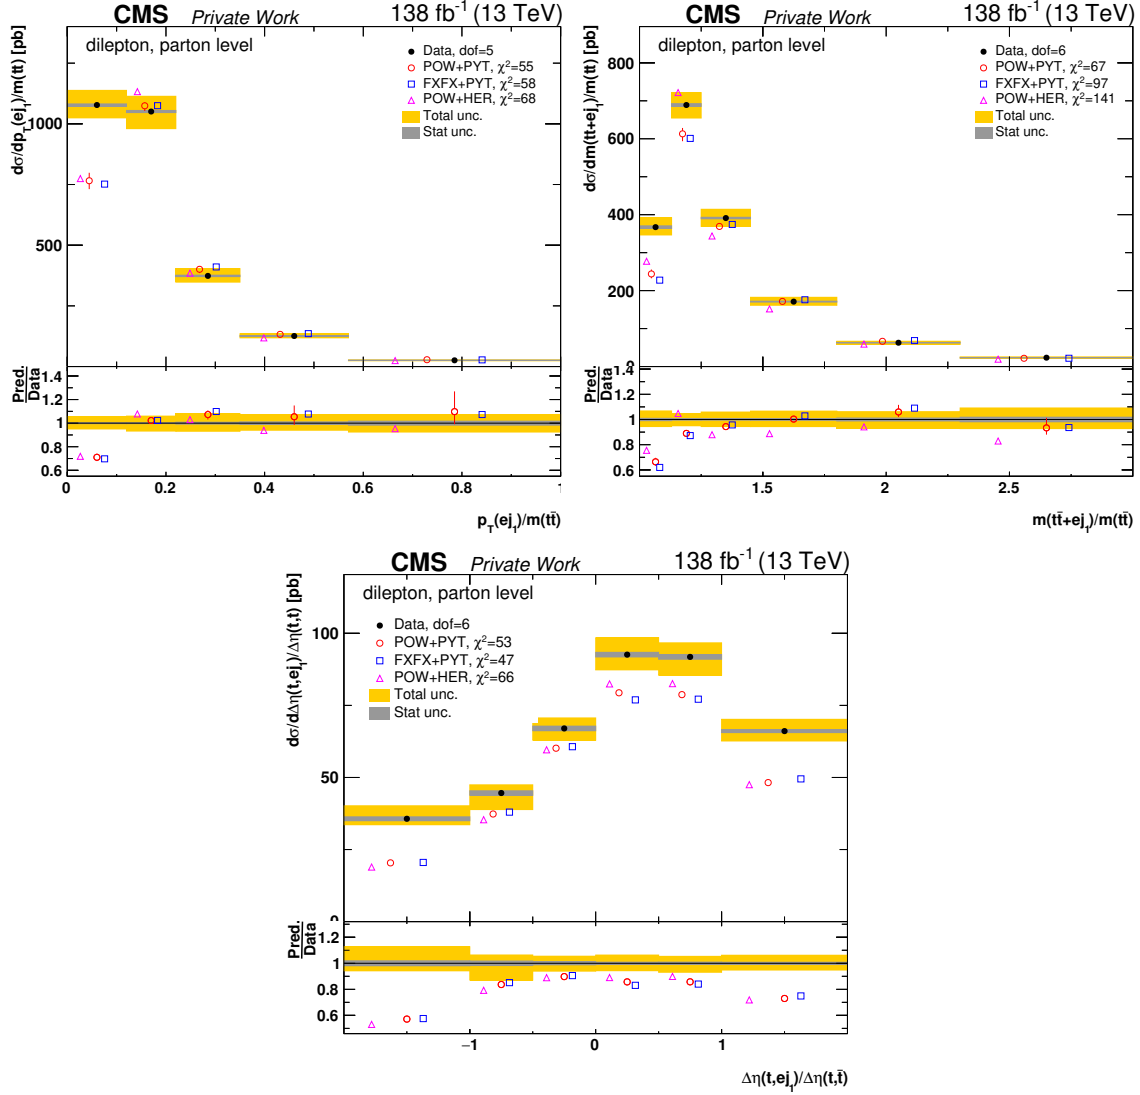 CMS Private Work 138 fb⁻¹ (13 TeV)
dilepton, parton level
Data, dof=5
POW+PYT, χ²=55
FXFX+PYT, χ²=58
POW+HER, χ²=68
Total unc.
Stat unc.
dσ/dp_T(ej₁)/m(tt) [pb]
1000
500
Pred.
Data
1.4
1.2
1
0.8
0.6
0 0.2 0.4 0.6 0.8 1
p_T(ej₁)/m(tt̄)
CMS Private Work 138 fb⁻¹ (13 TeV)
dilepton, parton level
Data, dof=6
POW+PYT, χ²=67
FXFX+PYT, χ²=97
POW+HER, χ²=141
Total unc.
Stat unc.
dσ/dm(tt+ej₁)/m(tt) [pb]
800
600
400
200
Pred.
Data
1.4
1.2
1
0.8
0.6
1.5 2 2.5
m(tt̄+ej₁)/m(tt̄)
CMS Private Work 138 fb⁻¹ (13 TeV)
dilepton, parton level
Data, dof=6
POW+PYT, χ²=53
FXFX+PYT, χ²=47
POW+HER, χ²=66
Total unc.
Stat unc.
dσ/dΔη(t,ej₁)/Δη(t,t) [pb]
100
50
Pred.
Data
1.2
1
0.8
0.6
−1 0 1
Δη(t,ej₁)/Δη(t,t̄)